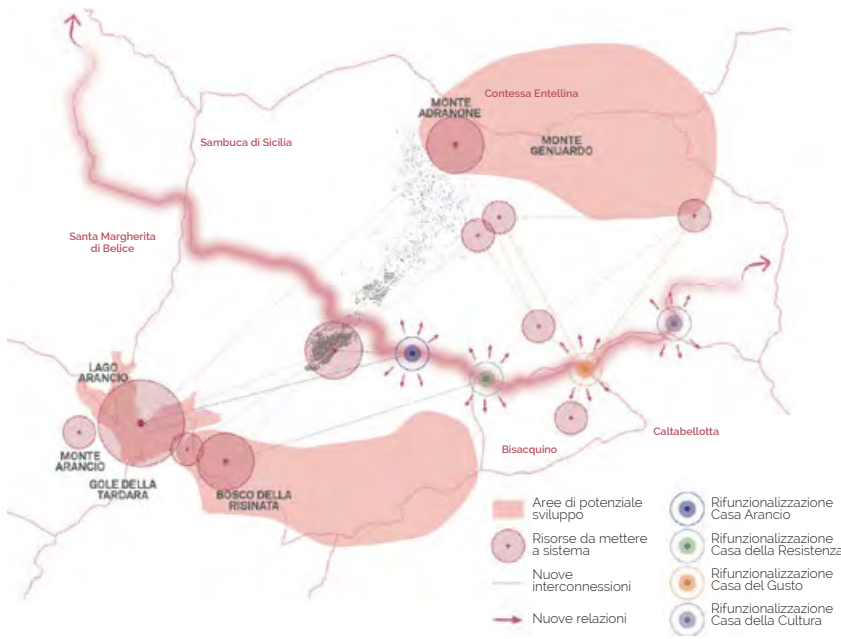 Contessa Entellina
MONTE
ADRANONE
MONTE
GENUARDO
Sambuca di Sicilia
Santa Margherita
di Belice
LAGO
ARANCIO
MONTE
ARANCIO
GOLE DELLA
TARDARA
BOSCO DELLA
RISINATA
Bisacquino
Caltabellotta
Aree di potenziale
sviluppo
Risorse da mettere
a sistema
Nuove
interconnessioni
Nuove relazioni
Rifunzionalizzazione
Casa Arancio
Rifunzionalizzazione
Casa della Resistenza
Rifunzionalizzazione
Casa del Gusto
Rifunzionalizzazione
Casa della Cultura